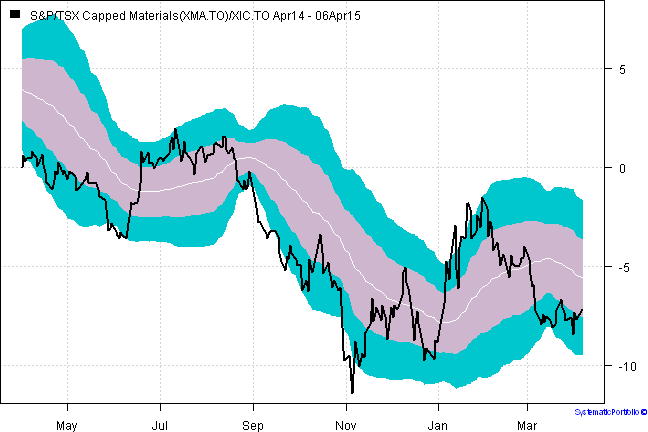 S&P/TSX Capped Materials(XMA.TO)/XIC.TO Apr14 - 06Apr15
5
0
-5
-10
May Jul Sep Nov Jan Mar
SystematicPortfolio ©